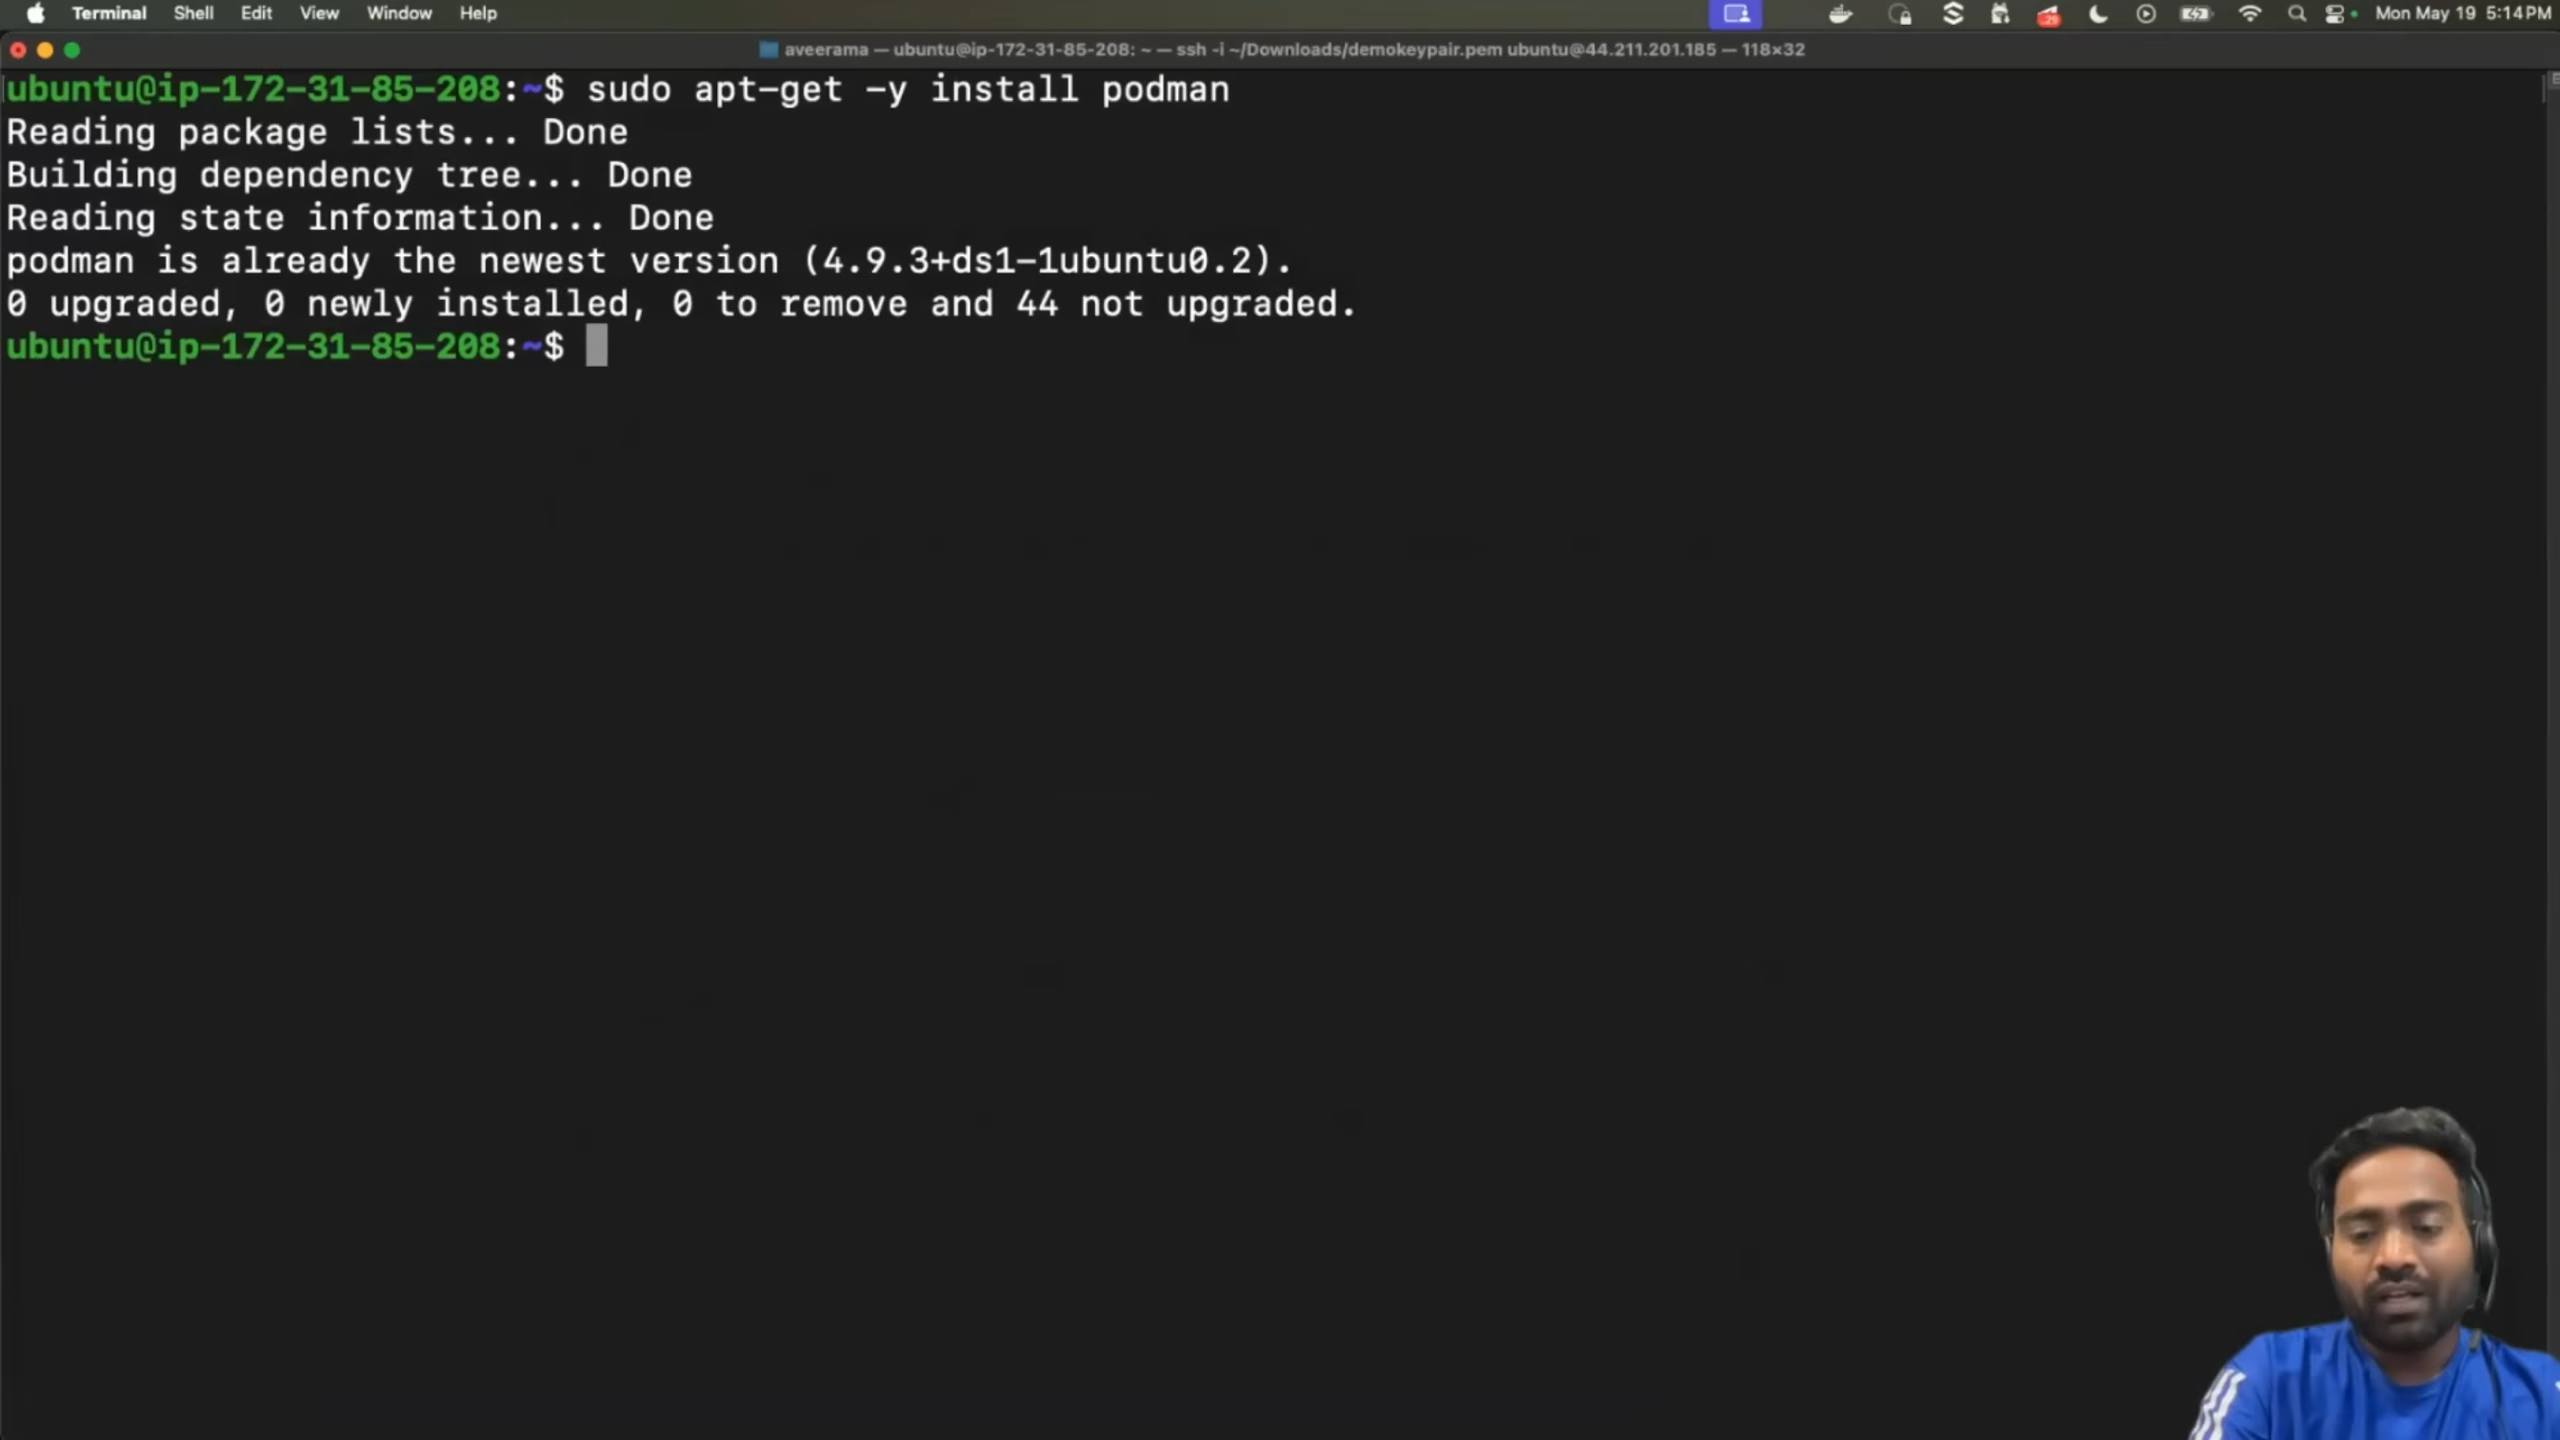 Terminal Shell Edit View Window Help
29
Mon May 19 5:14 PM
aveerama — ubuntu@ip-172-31-85-208: ~ — ssh -i ~/Downloads/demokeypair.pem ubuntu@44.211.201.185 — 118×32
ubuntu@ip-172-31-85-208:~$ sudo apt-get -y install podman
Reading package lists... Done
Building dependency tree... Done
Reading state information... Done
podman is already the newest version (4.9.3+ds1-1ubuntu0.2).
0 upgraded, 0 newly installed, 0 to remove and 44 not upgraded.
ubuntu@ip-172-31-85-208:~$